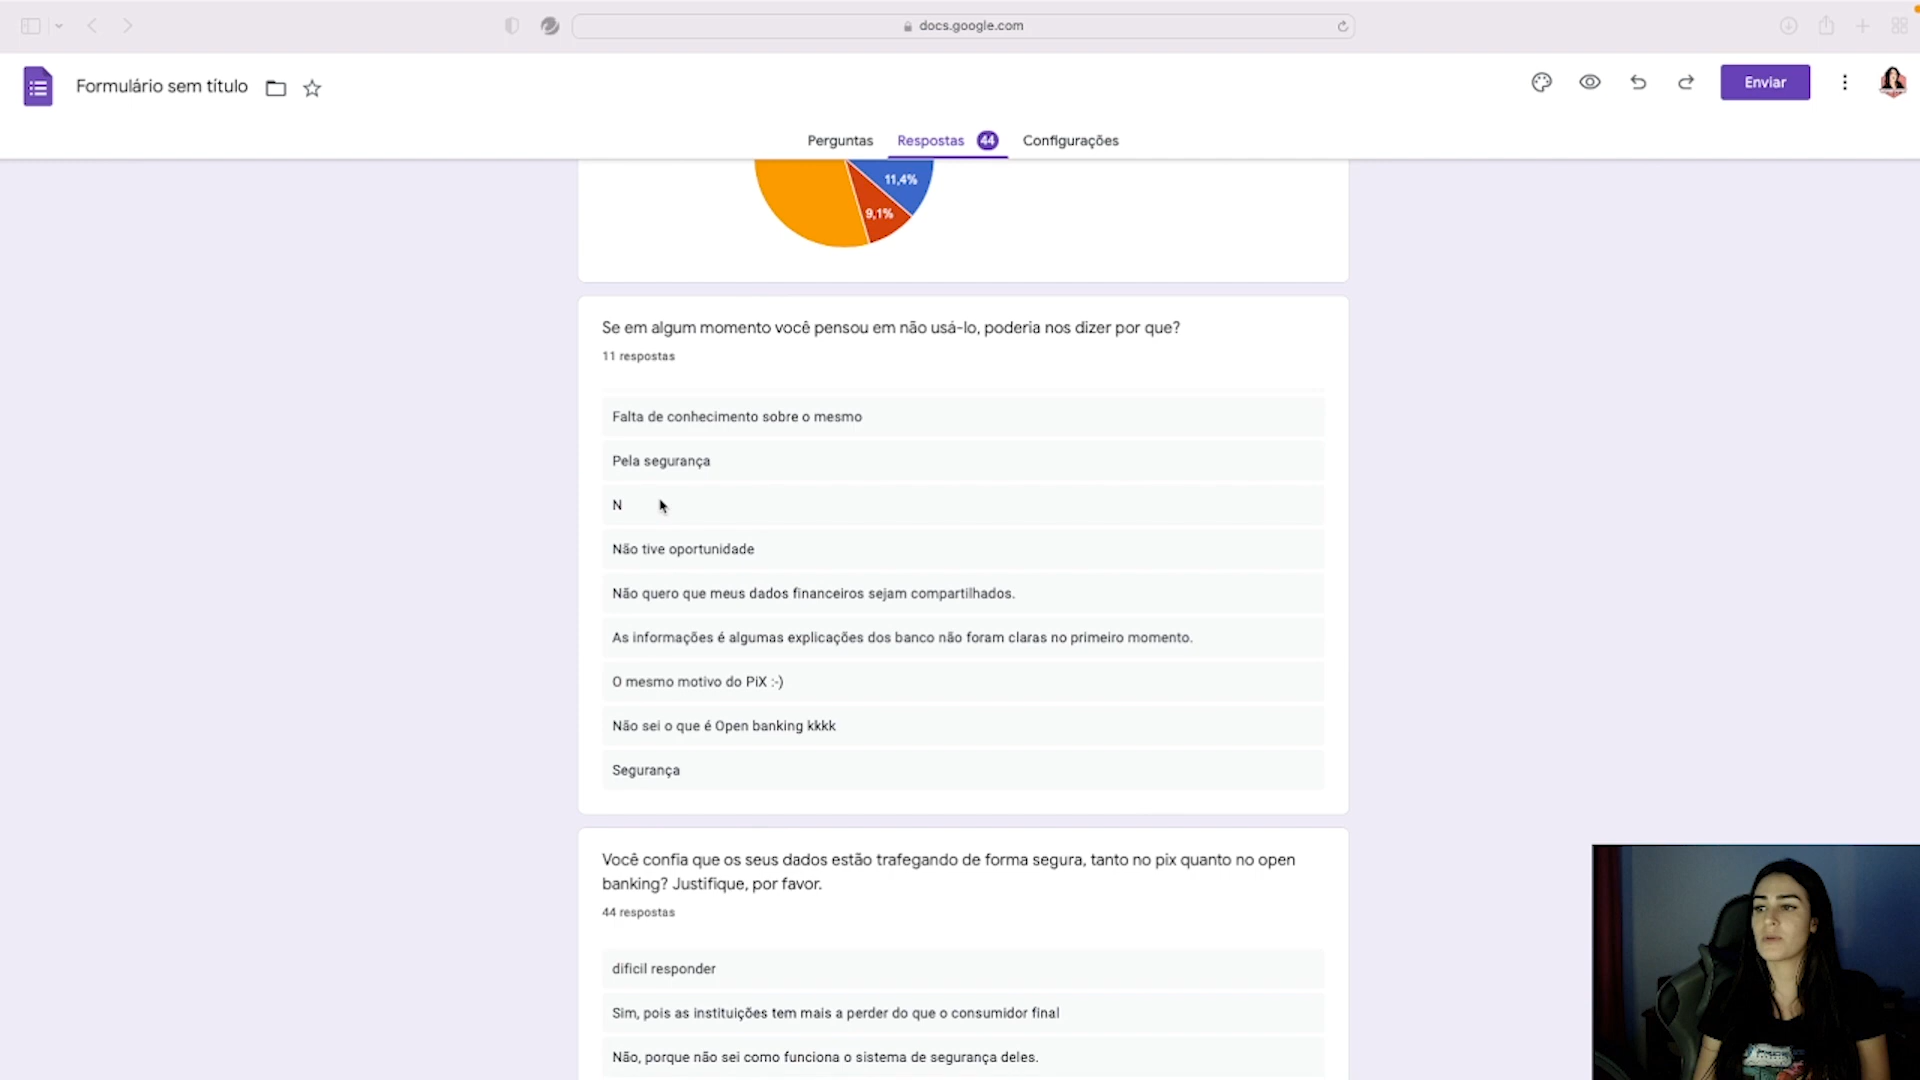 docs.google.com
Formulário sem título
Enviar
Perguntas Respostas 44 Configurações
11,4%
9,1%
Se em algum momento você pensou em não usá-lo, poderia nos dizer por que?
11 respostas
Falta de conhecimento sobre o mesmo
Pela segurança
N
Não tive oportunidade
Não quero que meus dados financeiros sejam compartilhados.
As informações é algumas explicações dos banco não foram claras no primeiro momento.
O mesmo motivo do PiX :-)
Não sei o que é Open banking kkkk
Segurança
Você confia que os seus dados estão trafegando de forma segura, tanto no pix quanto no open
banking? Justifique, por favor.
44 respostas
dificil responder
Sim, pois as instituições tem mais a perder do que o consumidor final
Não, porque não sei como funciona o sistema de segurança deles.